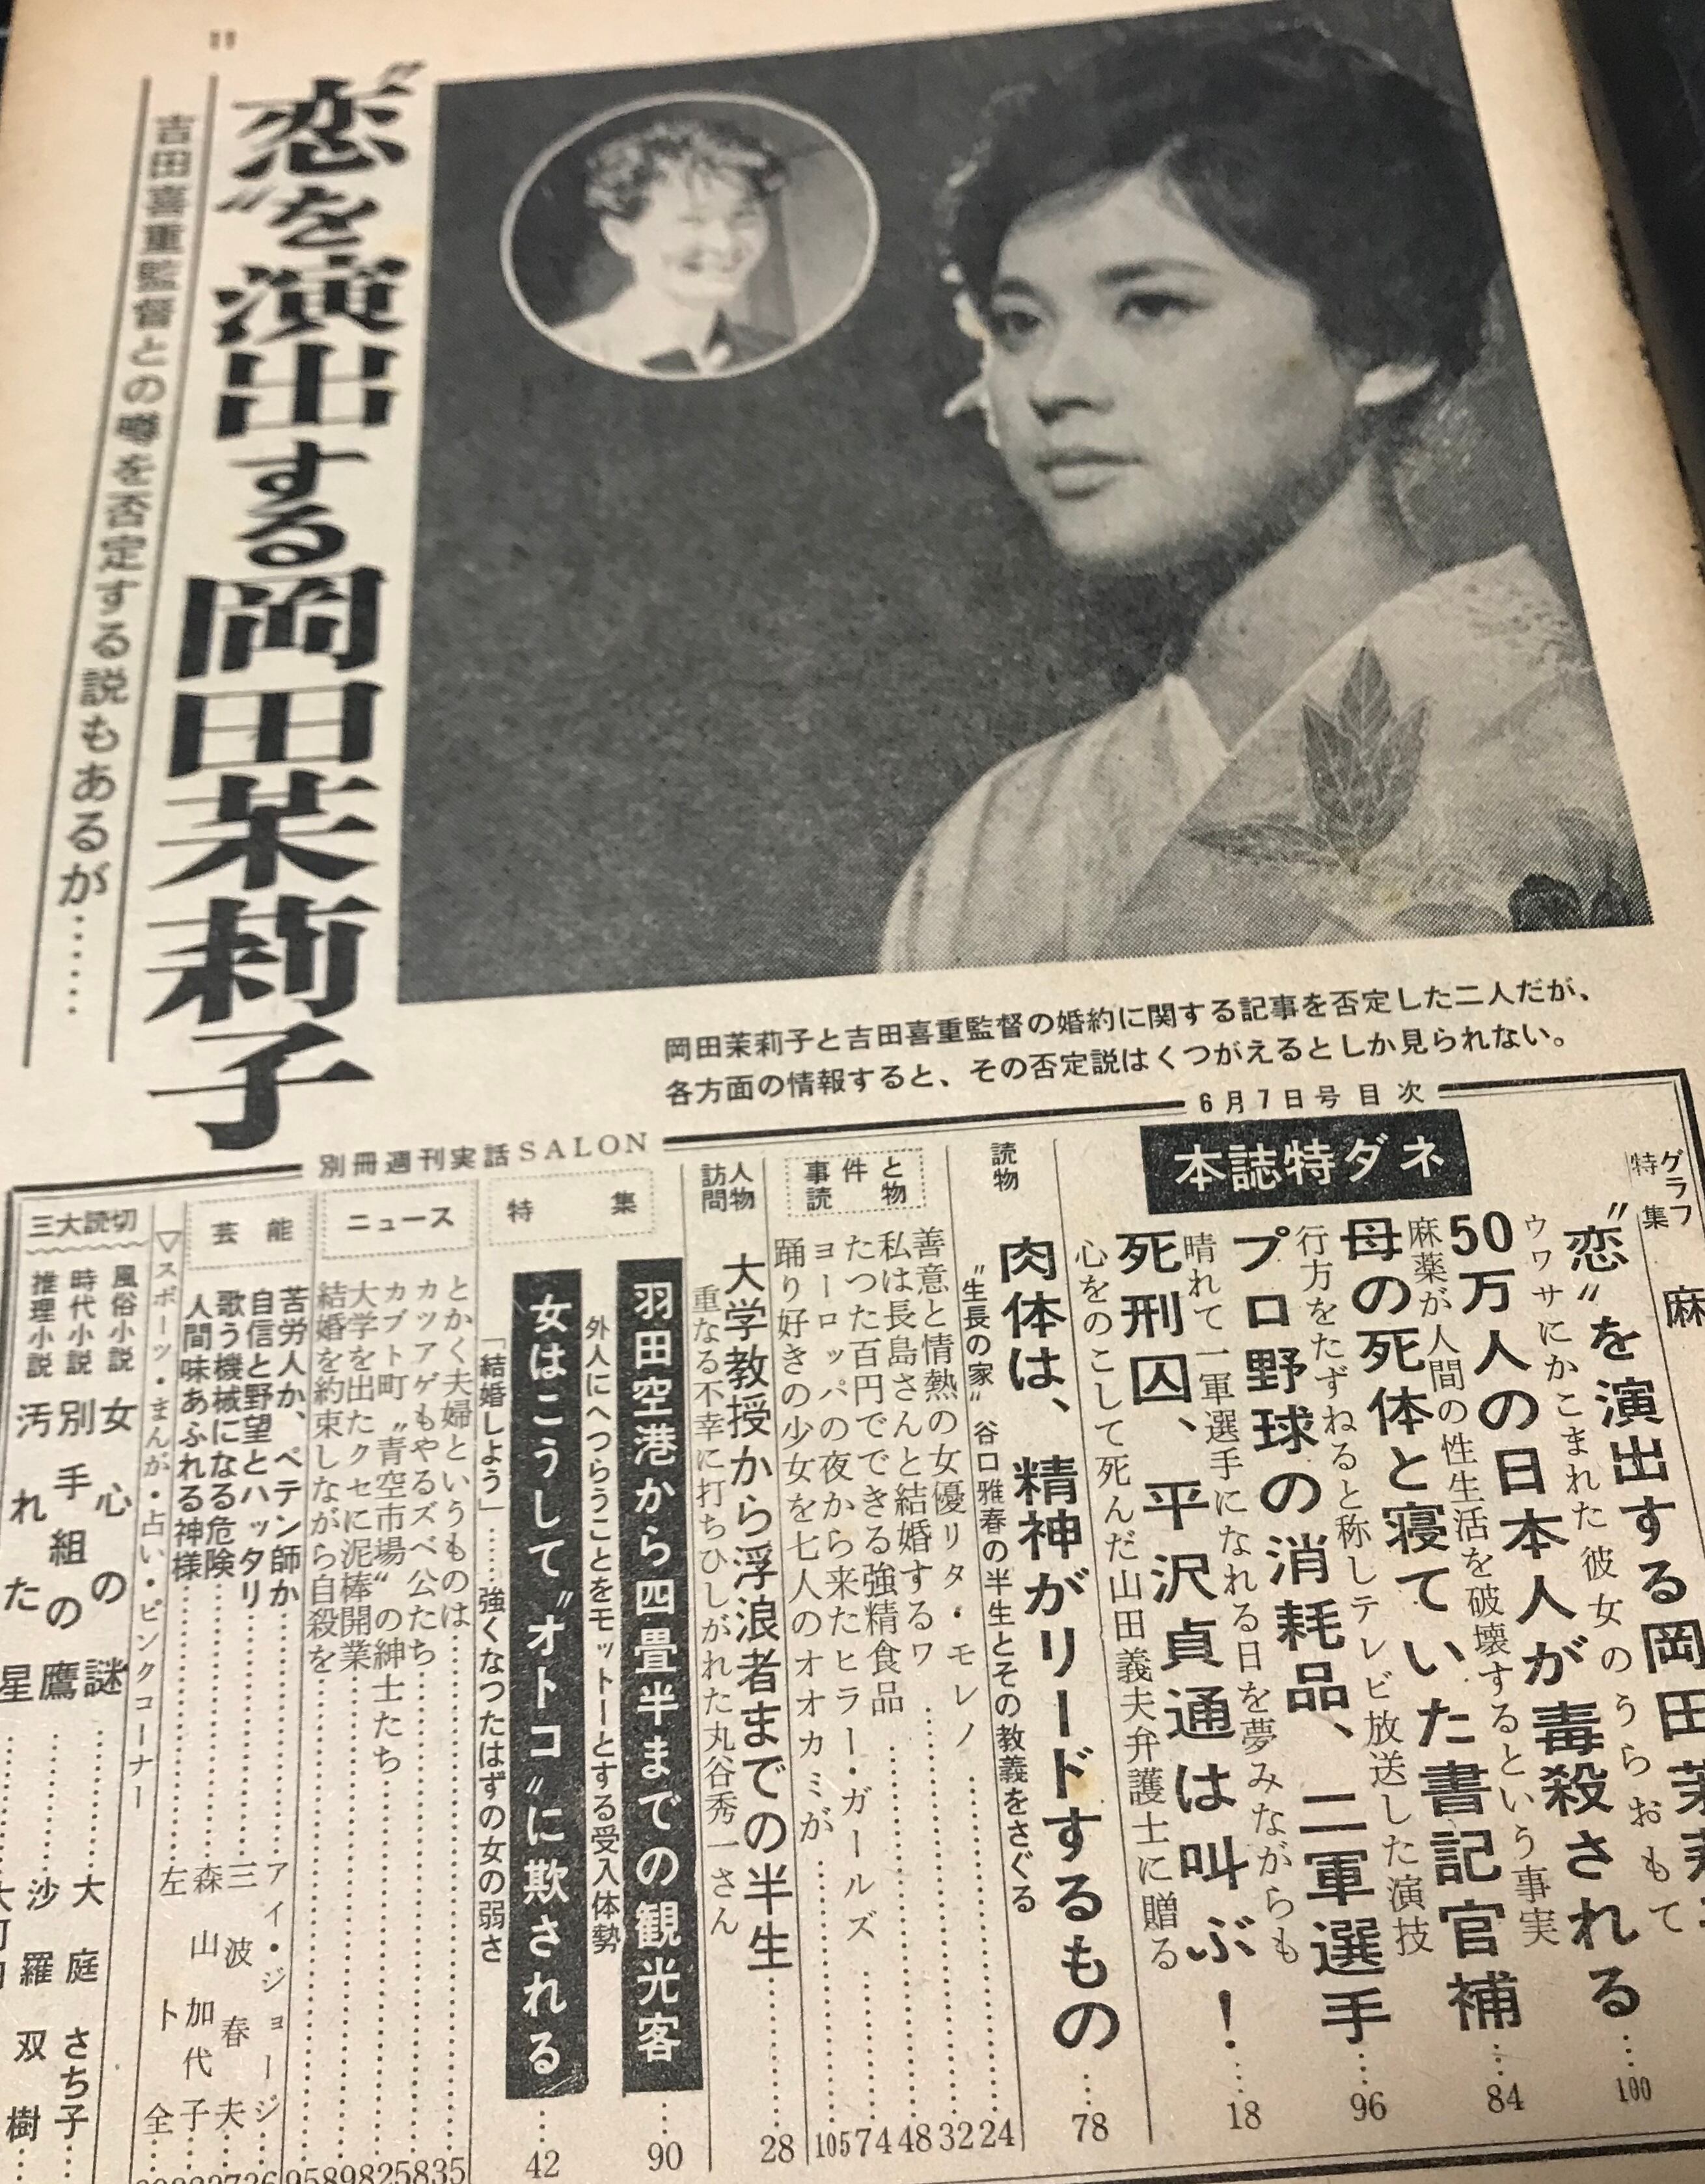 〝恋〟を演出する岡田茉莉子
吉田喜重監督との噂を否定する説もあるが……
岡田茉莉子と吉田喜重監督の婚約に関する記事を否定した二人だが、
各方面の情報すると、その否定説はくつがえるとしか見られない。
別冊週刊実話SALON
6月7日号目次
グラフ特集
麻
〝恋〟を演出する岡田茉
ウワサにかこまれた彼女のうらおもて
本誌特ダネ
50万人の日本人が毒殺される……100
麻薬が人間の性生活を破壊するという事実
母の死体と寝ていた書記官補……84
行方をたずねると称しテレビ放送した演技
プロ野球の消耗品、二軍選手……96
晴れて一軍選手になれる日を夢みながらも
死刑囚、平沢貞通は叫ぶ!……18
心をのこして死んだ山田義夫弁護士に贈る
読物
肉体は、精神がリードするもの……78
〝生長の家〟谷口雅春の半生とその教義をさぐる
事件と読物
善意と情熱の女優リタ・モレノ……24
私は長島さんと結婚するワ……32
たつた百円でできる強精食品……48
ヨーロッパの夜から来たヒラー・ガールズ……74
踊り好きの少女を七人のオオカミが……105
人物訪問
大学教授から浮浪者までの半生……28
重なる不幸に打ちひしがれた丸谷秀一さん
特集
羽田空港から四畳半までの観光客……90
外人にへつらうことをモットーとする受入体勢
女はこうして〝オトコ〟に欺される……42
「結婚しよう」……強くなつたはずの女の弱さ
ニュース
とかく夫婦というものは……35
カツアゲもやるズベ公たち……58
カブト町〝青空市場〟の紳士たち……82
大学を出たクセに泥棒開業……89
結婚を約束しながら自殺を……95
芸能
苦労人か、ペテン師か……アイ・ジョージ
自信と野望とハッタリ……三波春夫
歌う機械になる危険……森山加代子
人間味あふれる神様……左ト全
▽スポーツ・まんが・占い・ピンクコーナー
三大読切
風俗小説 女心の謎……大庭さち子
時代小説 別手組の鷹……沙羅双樹
推理小説 汚れた星